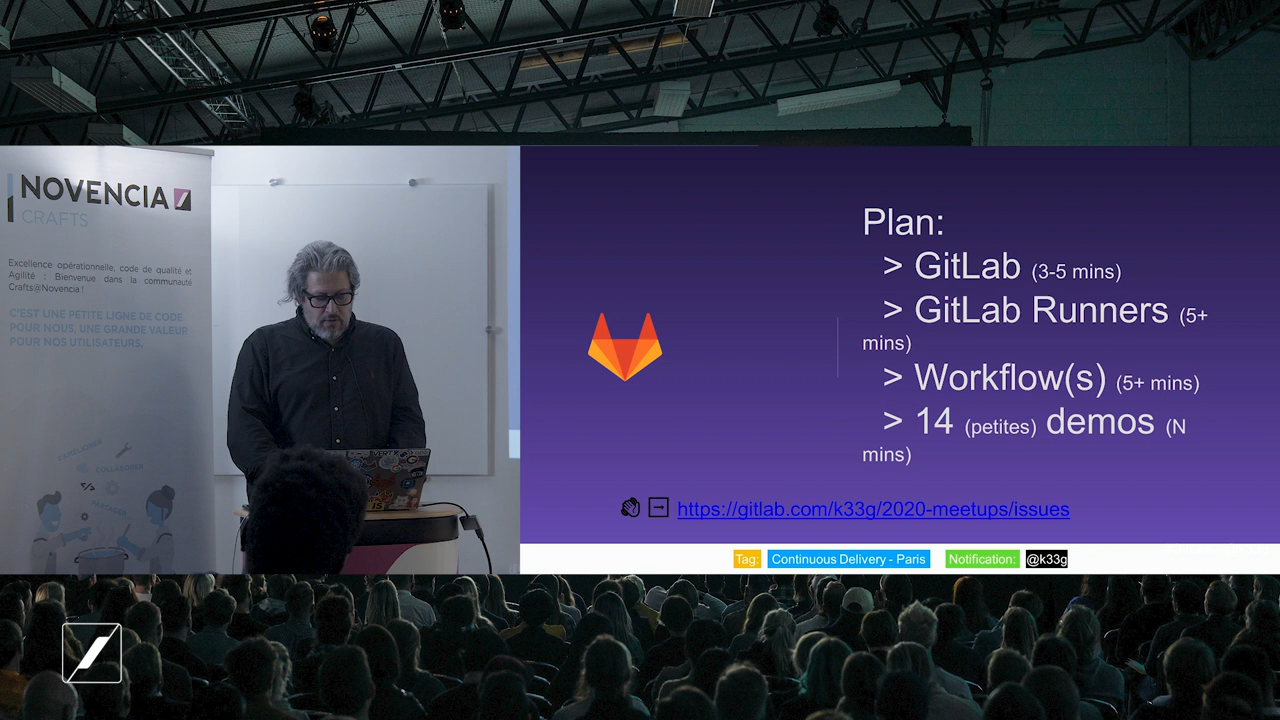 NOVENCIA
CRAFTS
Excellence opérationnelle, code de qualité et
Agilité : Bienvenue dans la communauté
Crafts@Novencia !
C'EST UNE PETITE LIGNE DE CODE
POUR NOUS, UNE GRANDE VALEUR
POUR NOS UTILISATEURS.
COLLABORER
Plan:
> GitLab (3-5 mins)
> GitLab Runners (5+
mins)
> Workflow(s) (5+ mins)
> 14 (petites) demos (N
mins)
https://gitlab.com/k33g/2020-meetups/issues
Tag: Continuous Delivery - Paris Notification: @k33g